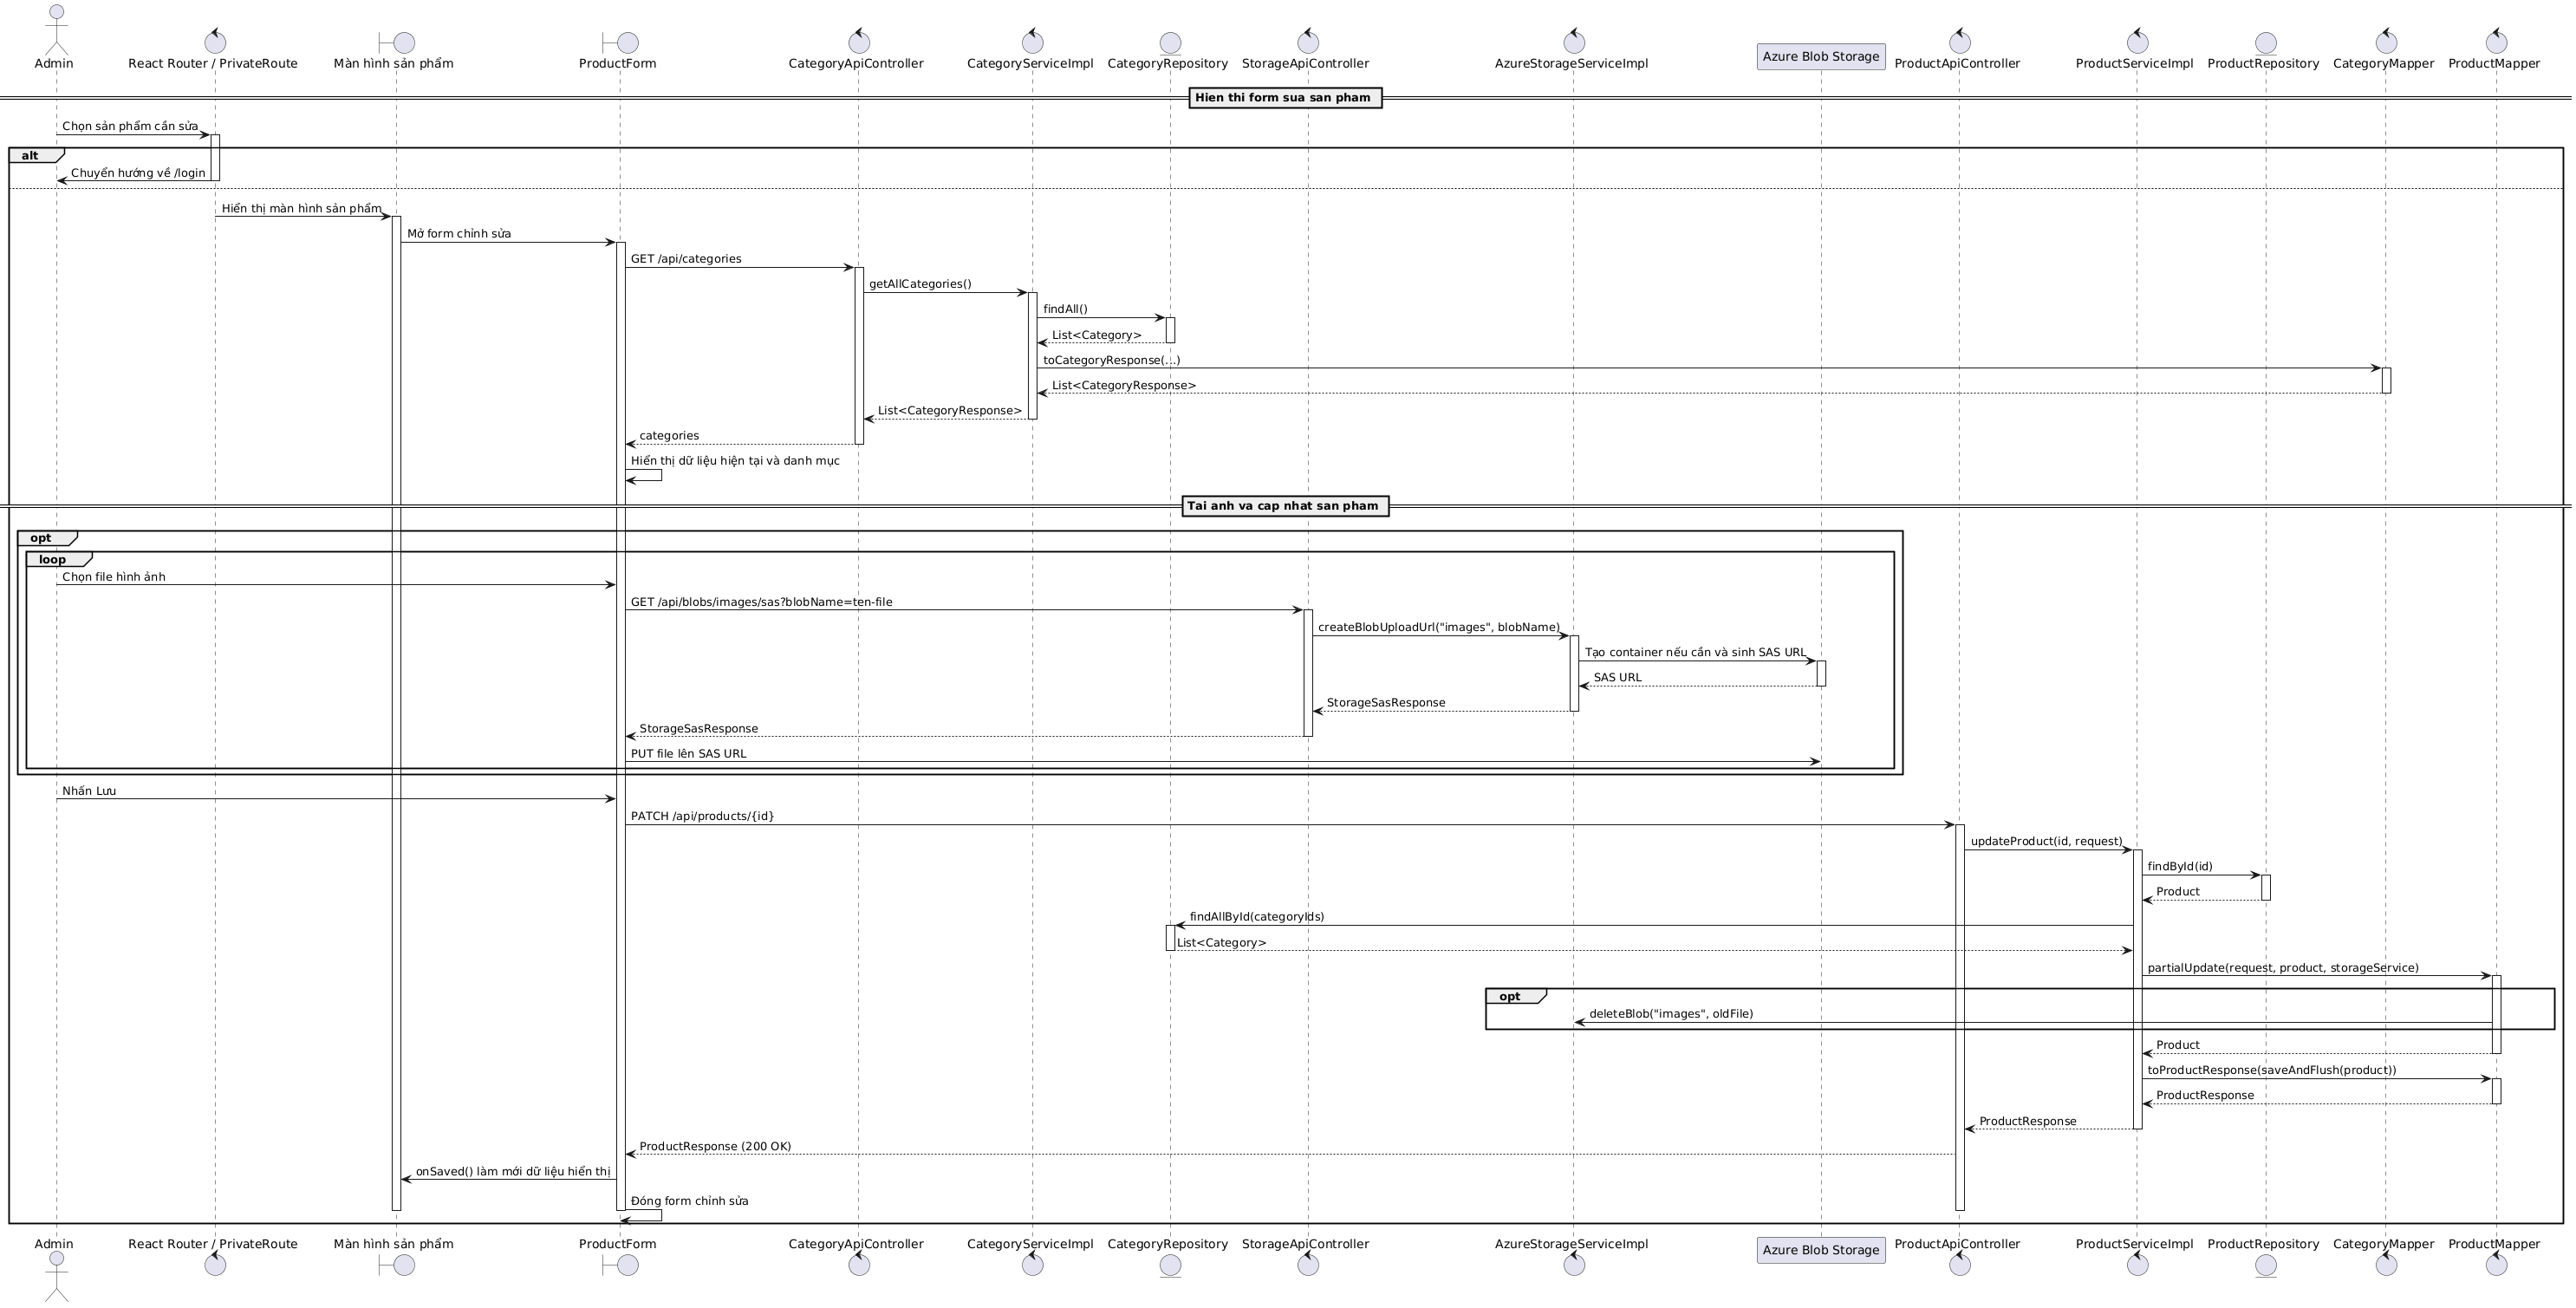 Admin
React Router / PrivateRoute
Màn hình sản phẩm
ProductForm
CategoryApiController
CategoryServiceImpl
CategoryRepository
StorageApiController
AzureStorageServiceImpl
Azure Blob Storage
ProductApiController
ProductServiceImpl
ProductRepository
CategoryMapper
ProductMapper
Hien thi form sua san pham
Chọn sản phẩm cần sửa
alt
Chuyển hướng về /login
Hiển thị màn hình sản phẩm
Mở form chỉnh sửa
GET /api/categories
getAllCategories()
findAll()
List<Category>
toCategoryResponse(...)
List<CategoryResponse>
List<CategoryResponse>
categories
Hiển thị dữ liệu hiện tại và danh mục
Tai anh va cap nhat san pham
opt
loop
Chọn file hình ảnh
GET /api/blobs/images/sas?blobName=ten-file
createBlobUploadUrl("images", blobName)
Tạo container nếu cần và sinh SAS URL
SAS URL
StorageSasResponse
StorageSasResponse
PUT file lên SAS URL
Nhấn Lưu
PATCH /api/products/{id}
updateProduct(id, request)
findById(id)
Product
findAllById(categoryIds)
List<Category>
partialUpdate(request, product, storageService)
opt
deleteBlob("images", oldFile)
Product
toProductResponse(saveAndFlush(product))
ProductResponse
ProductResponse
ProductResponse (200 OK)
onSaved() làm mới dữ liệu hiển thị
Đóng form chỉnh sửa
Admin
React Router / PrivateRoute
Màn hình sản phẩm
ProductForm
CategoryApiController
CategoryServiceImpl
CategoryRepository
StorageApiController
AzureStorageServiceImpl
Azure Blob Storage
ProductApiController
ProductServiceImpl
ProductRepository
CategoryMapper
ProductMapper